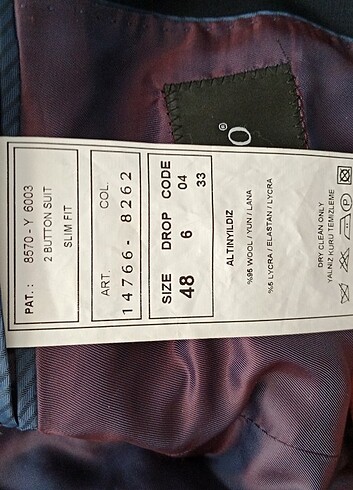 PAT. : 8570 - Y 6003
2 BUTTON SUIT
SLIM FIT
ART. COL.
14766- 8262
SIZE DROP CODE
48 6 04
33
ALTINYILDIZ
%95 WOOL / YUN / LANA
%5 LYCRA / ELASTAN / LYCRA
DRY CLEAN ONLY
YALNIZ KURU TEMİZLEME
P